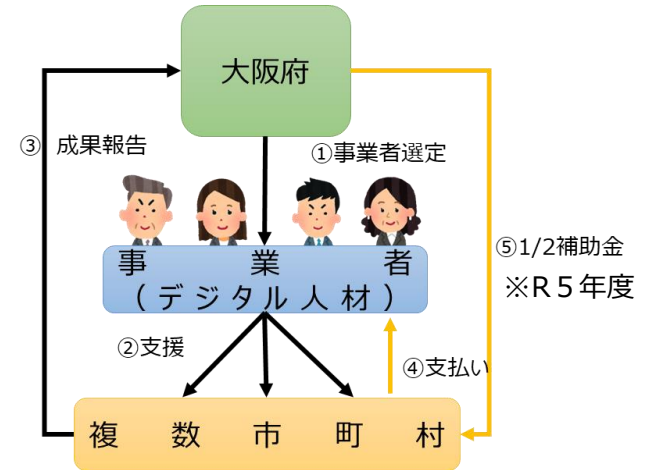 大阪府
③ 成果報告
①事業者選定
事業者
（デジタル人材）
⑤1/2補助金
※R５年度
②支援
④支払い
複数市町村